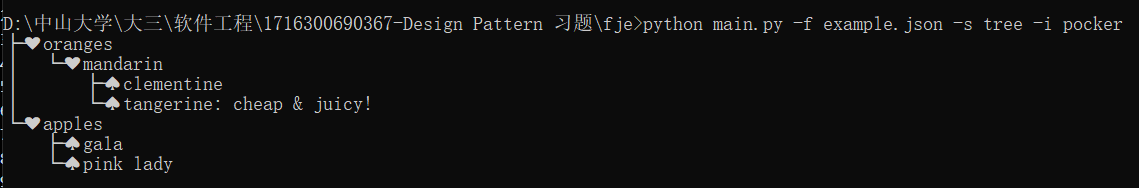 D:\中山大学\大三\软件工程\1716300690367-Design Pattern 习题\fje>python main.py -f example.json -s tree -i pocker
├─♥oranges
│  └─♥mandarin
│     ├─♠clementine
│     └─♠tangerine: cheap & juicy!
└─♥apples
   ├─♠gala
   └─♠pink lady